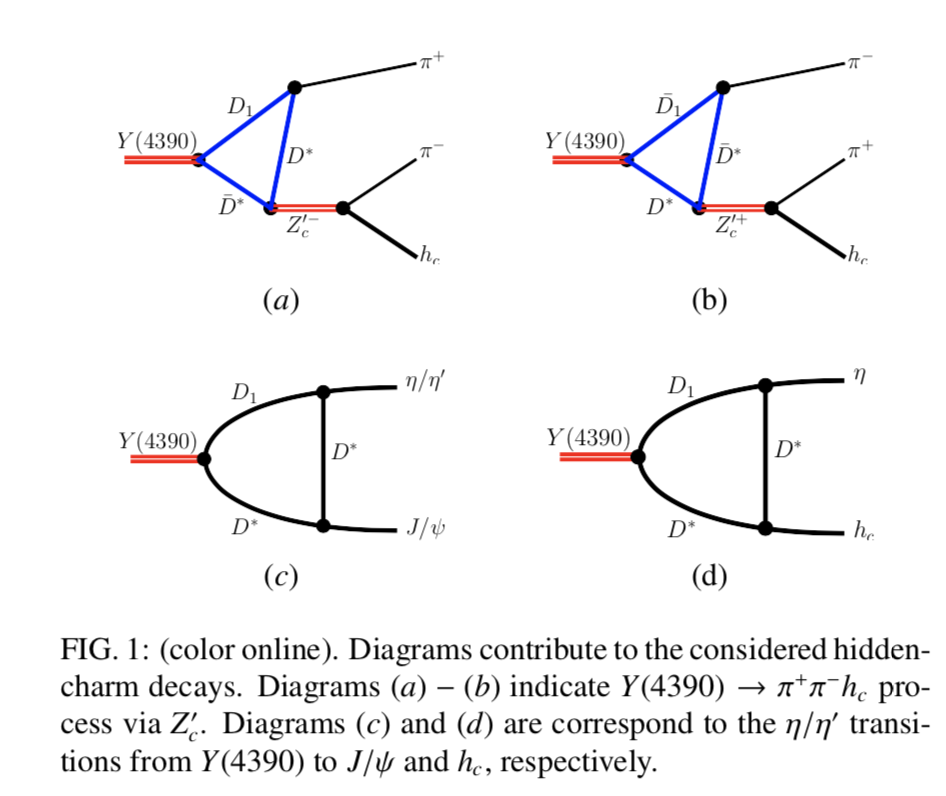 π⁺ π⁻
D₁ D̄₁
Y(4390) π⁻ Y(4390) π⁺
D* D̄*
D̄* D*
Z′c⁻ Z′c⁺
hc hc
(a) (b)
D₁ η/η′ D₁ η
Y(4390) D* Y(4390) D*
D* J/ψ D* hc
(c) (d)
FIG. 1: (color online). Diagrams contribute to the considered hidden-
charm decays. Diagrams (a) – (b) indicate Y(4390) → π⁺π⁻hc pro-
cess via Z′c. Diagrams (c) and (d) are correspond to the η/η′ transi-
tions from Y(4390) to J/ψ and hc, respectively.